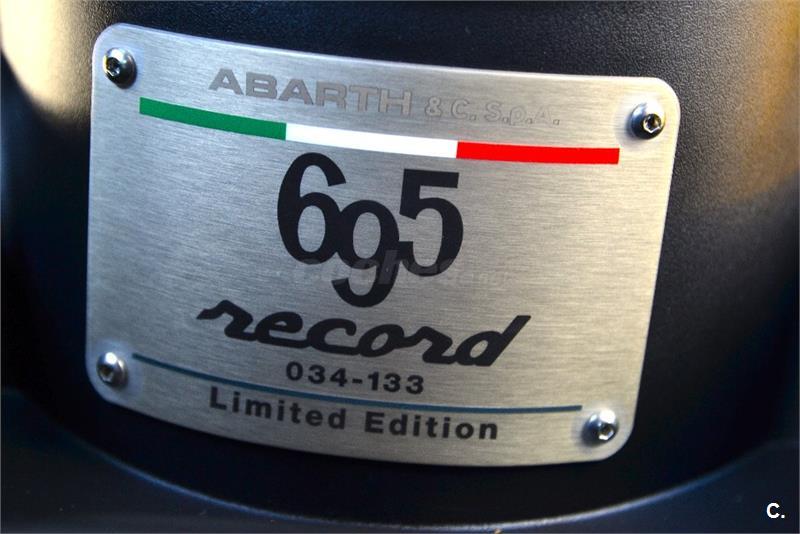 ABARTH & C. S.p.A.
695
record
034-133
Limited Edition
C.